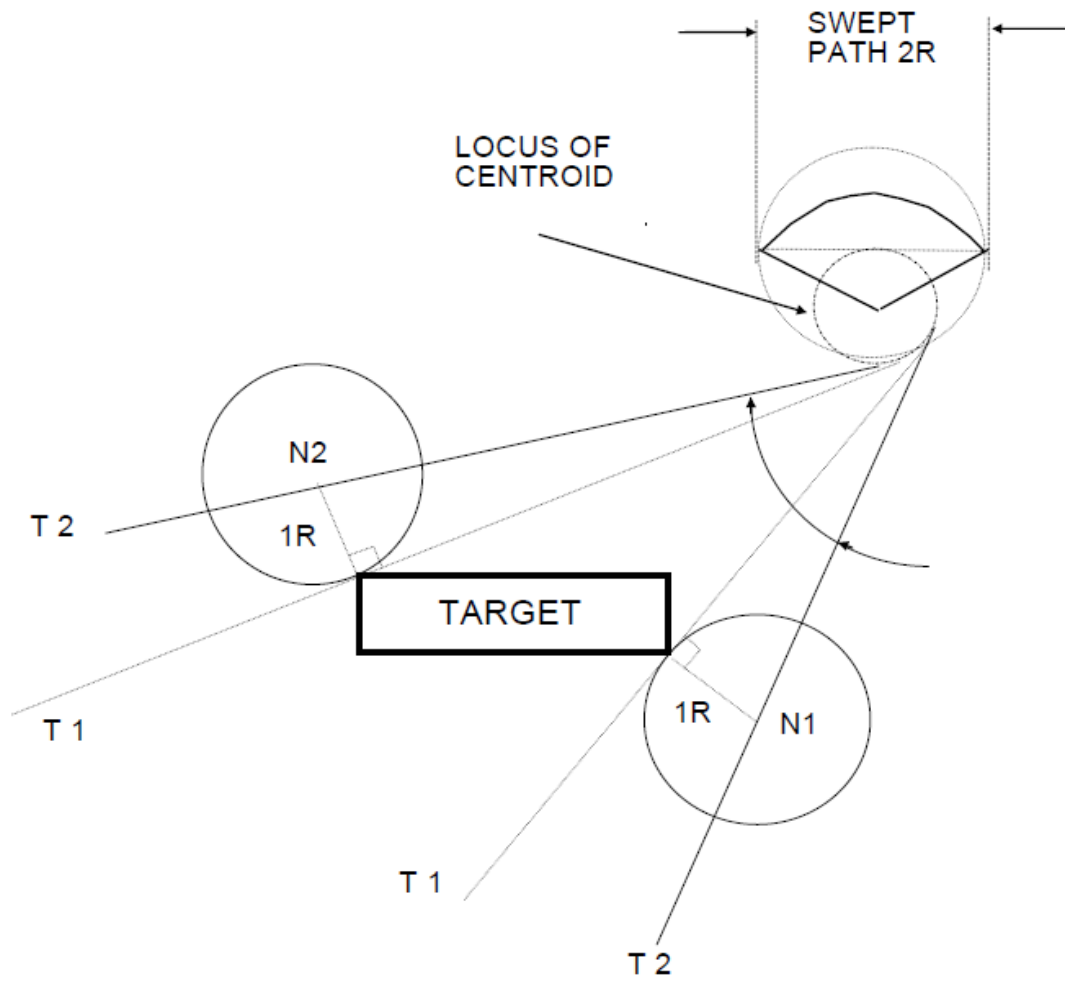 SWEPT
PATH 2R
LOCUS OF
CENTROID
N2
T 2
1R
TARGET
T 1
1R
N1
T 1
T 2